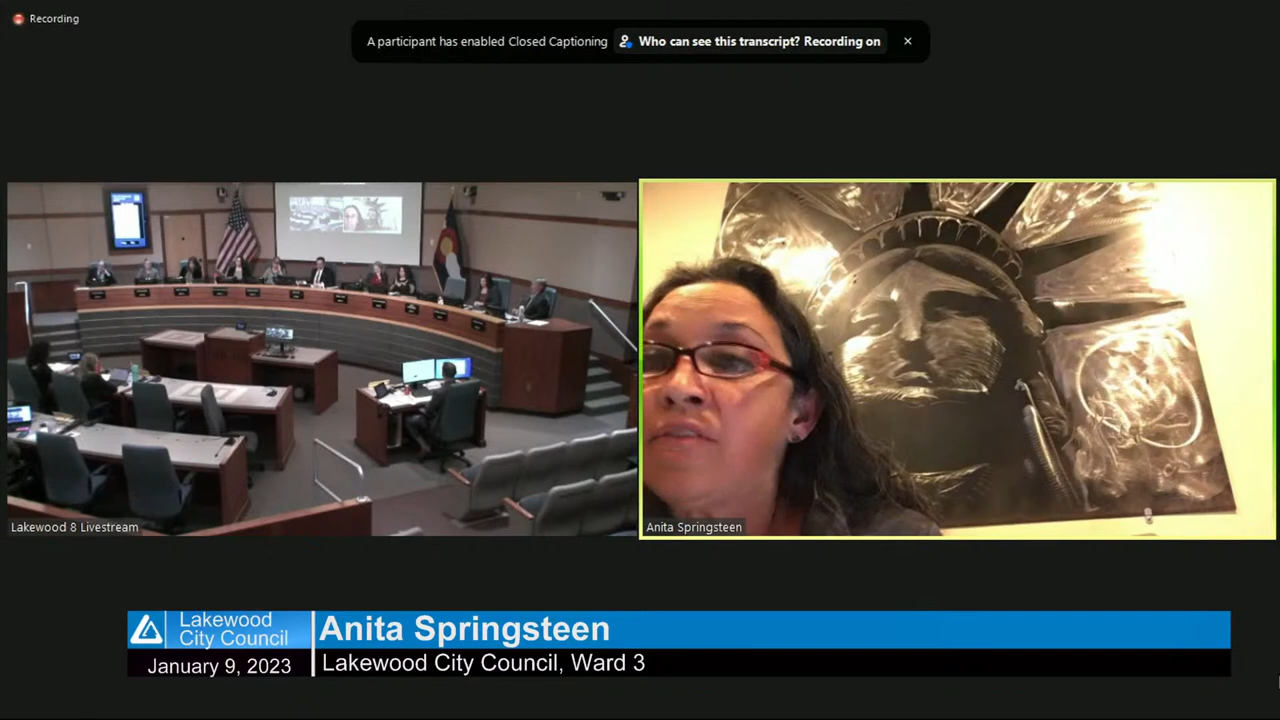 Recording
A participant has enabled Closed Captioning
Who can see this transcript? Recording on
Lakewood 8 Livestream
Anita Springsteen
Lakewood
City Council
Anita Springsteen
January 9, 2023
Lakewood City Council, Ward 3